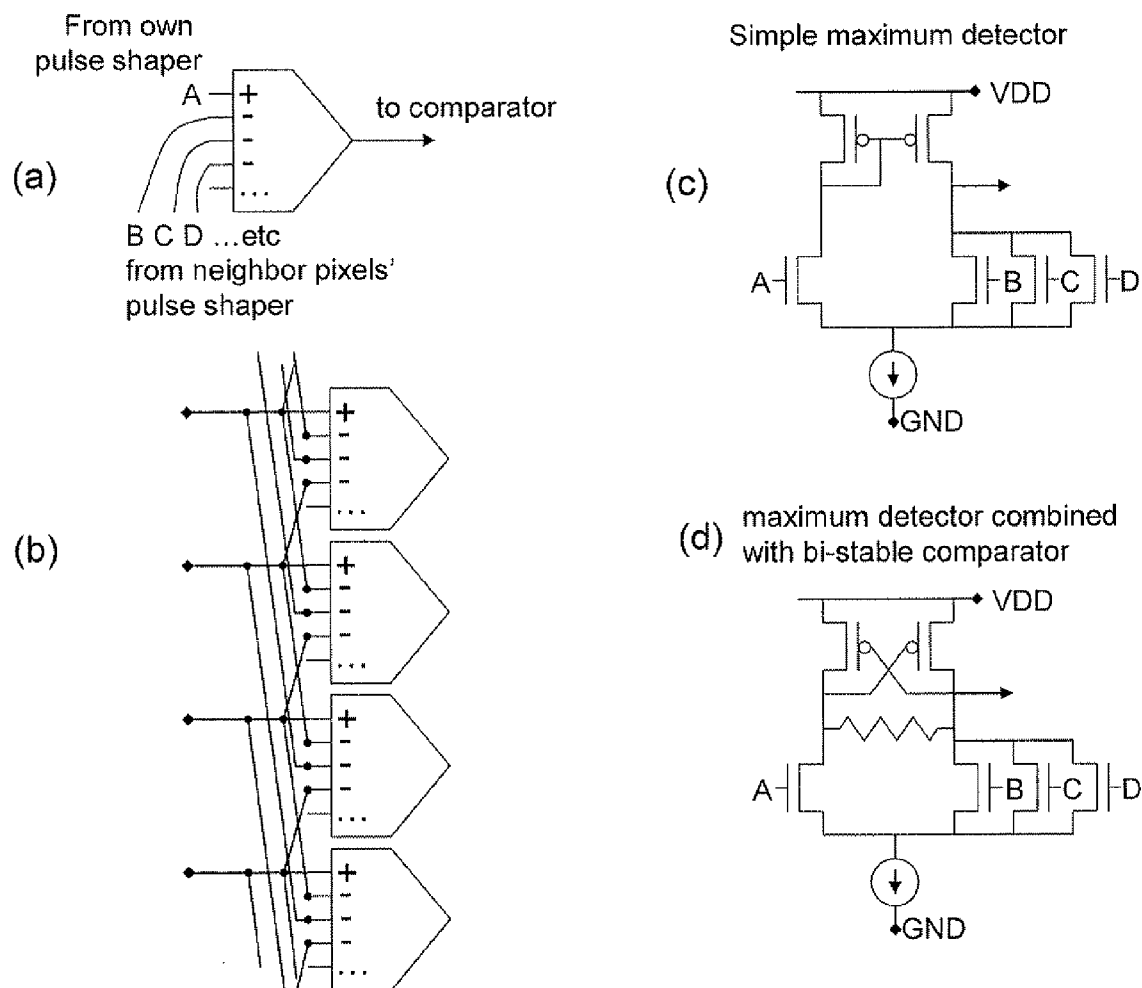 From own
pulse shaper
A
+
-
-
-
...
to comparator
(a)
B C D ...etc
from neighbor pixels'
pulse shaper
(b)
+
-
-
-
...
+
-
-
-
...
+
-
-
-
...
+
-
-
-
...
Simple maximum detector
VDD
(c)
A
B
C
D
GND
(d)
maximum detector combined
with bi-stable comparator
VDD
A
B
C
D
GND